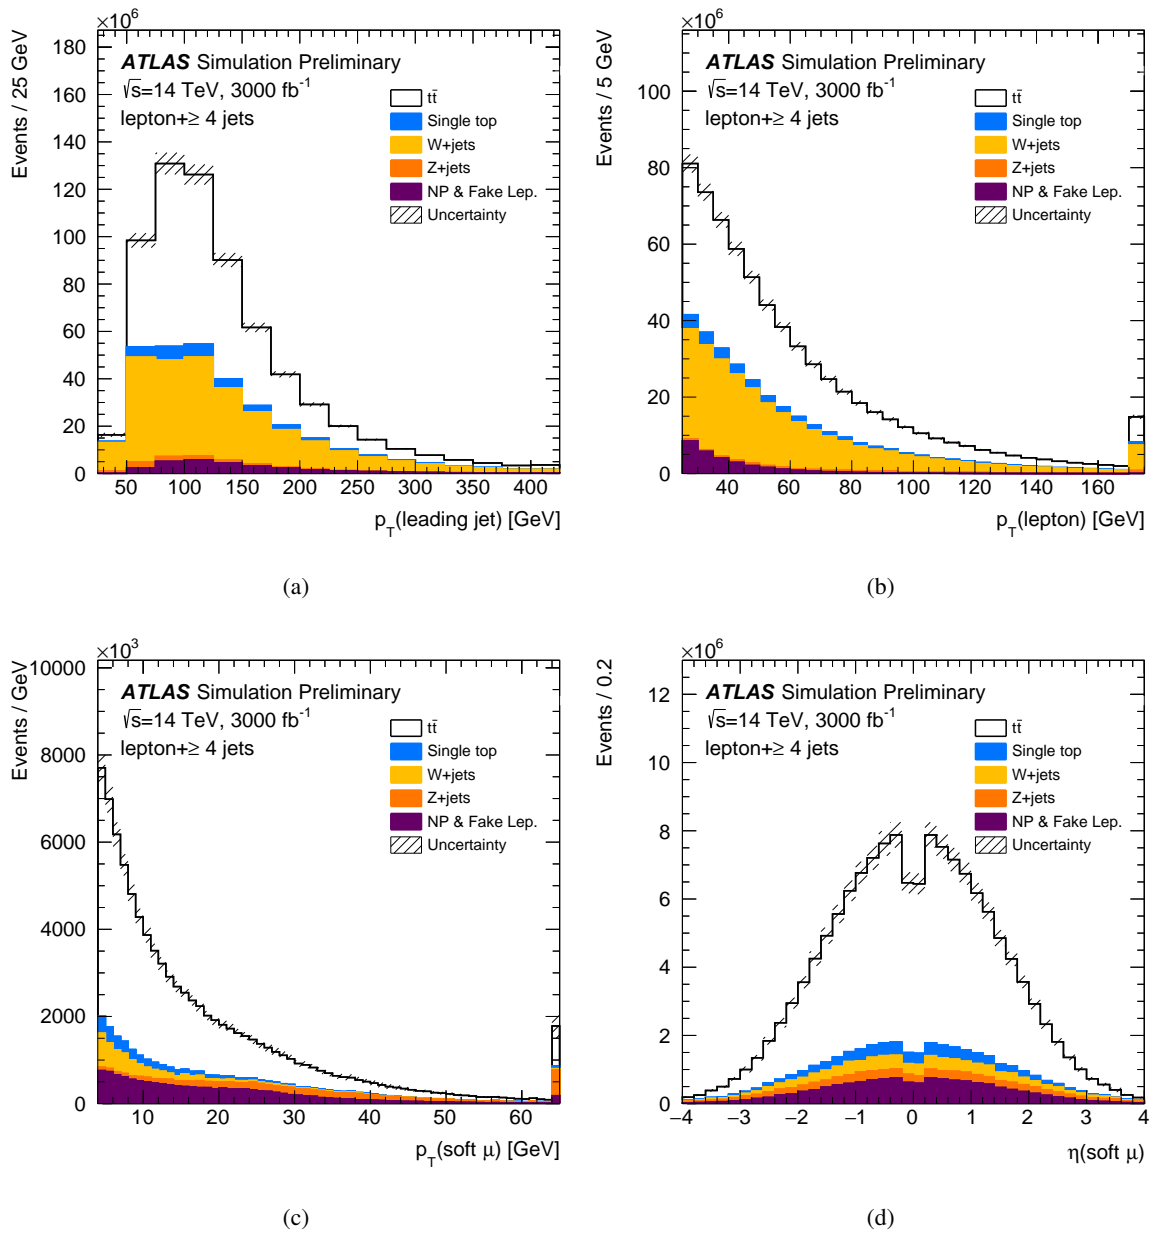 ×10⁶
Events / 25 GeV
180
160
140
120
100
80
60
40
20
0
ATLAS Simulation Preliminary
√s=14 TeV, 3000 fb⁻¹
lepton+≥ 4 jets
tt̄
Single top
W+jets
Z+jets
NP & Fake Lep.
Uncertainty
50 100 150 200 250 300 350 400
p_T(leading jet) [GeV]
(a)
×10⁶
Events / 5 GeV
100
80
60
40
20
0
ATLAS Simulation Preliminary
√s=14 TeV, 3000 fb⁻¹
lepton+≥ 4 jets
tt̄
Single top
W+jets
Z+jets
NP & Fake Lep.
Uncertainty
40 60 80 100 120 140 160
p_T(lepton) [GeV]
(b)
×10³
Events / GeV
10000
8000
6000
4000
2000
0
ATLAS Simulation Preliminary
√s=14 TeV, 3000 fb⁻¹
lepton+≥ 4 jets
tt̄
Single top
W+jets
Z+jets
NP & Fake Lep.
Uncertainty
10 20 30 40 50 60
p_T(soft μ) [GeV]
(c)
×10⁶
Events / 0.2
12
10
8
6
4
2
0
ATLAS Simulation Preliminary
√s=14 TeV, 3000 fb⁻¹
lepton+≥ 4 jets
tt̄
Single top
W+jets
Z+jets
NP & Fake Lep.
Uncertainty
−4 −3 −2 −1 0 1 2 3 4
η(soft μ)
(d)